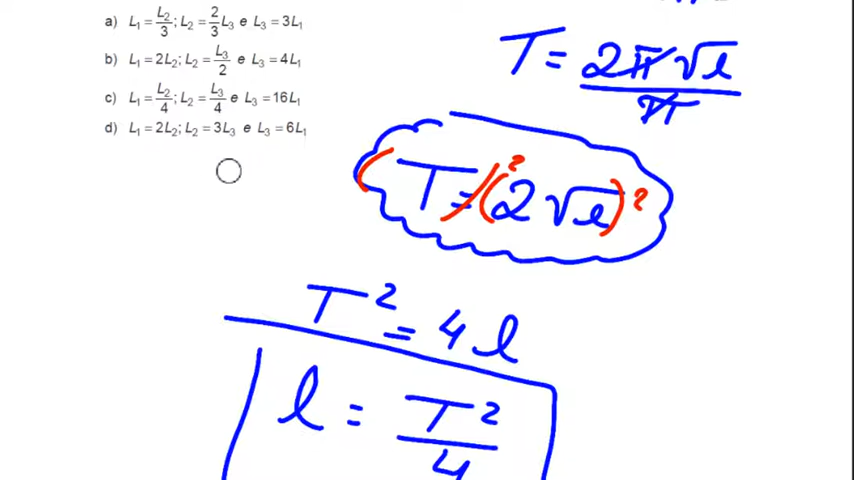 a) L₁ = L₂/3; L₂ = 2/3 L₃ e L₃ = 3L₁
b) L₁ = 2L₂; L₂ = L₃/2 e L₃ = 4L₁
c) L₁ = L₂/4; L₂ = L₃/4 e L₃ = 16L₁
d) L₁ = 2L₂; L₂ = 3L₃ e L₃ = 6L₁
T = 2π√l/π
(T)² = (2√l)²
T² = 4l
l = T²/4